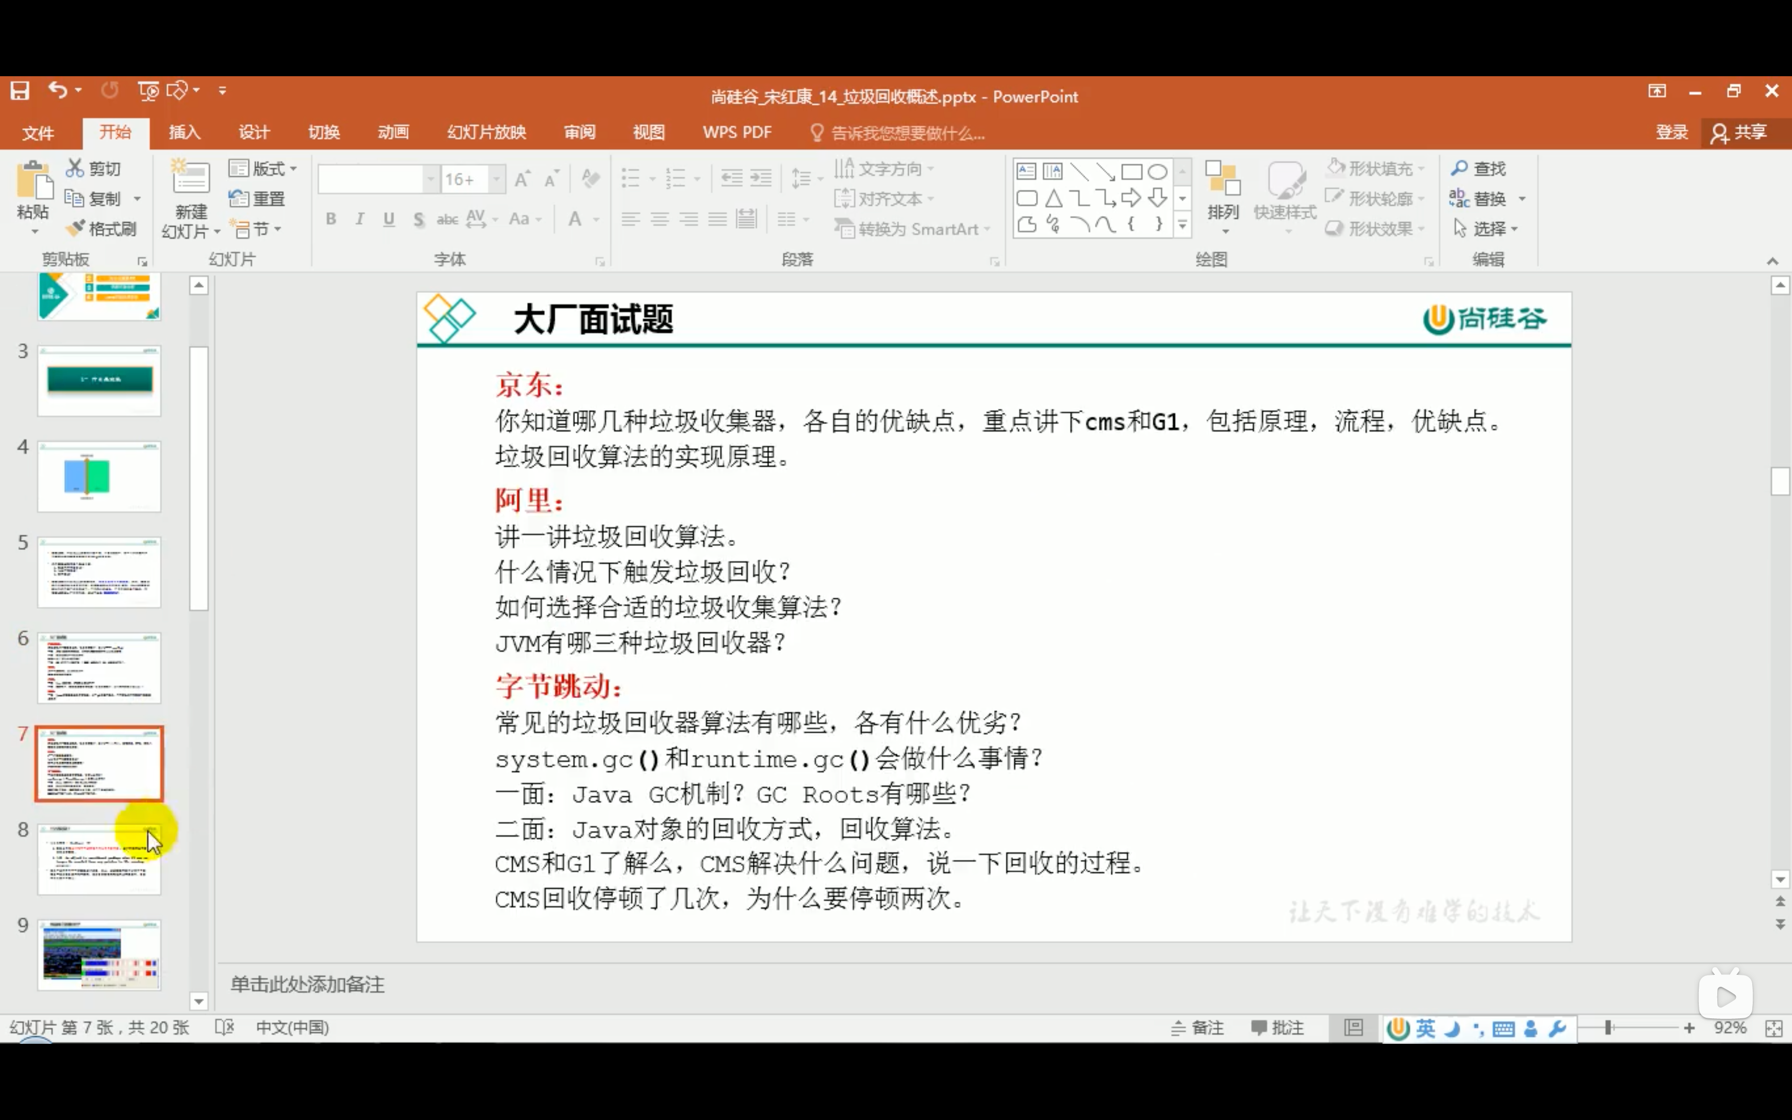 尚硅谷_宋红康_14_垃圾回收概述.pptx - PowerPoint
文件 开始 插入 设计 切换 动画 幻灯片放映 审阅 视图 WPS PDF 告诉我您想要做什么... 登录 共享
剪切 复制 格式刷 粘贴 剪贴板
新建 幻灯片 版式 重置 节 幻灯片
16+ B I U S abc AV Aa A 字体
文字方向 对齐文本 转换为 SmartArt 段落
排列 快速样式 形状填充 形状轮廓 形状效果 绘图
查找 替换 选择 编辑
3
4
5
6
7
8
9
大厂面试题
尚硅谷
京东：
你知道哪几种垃圾收集器，各自的优缺点，重点讲下cms和G1，包括原理，流程，优缺点。
垃圾回收算法的实现原理。
阿里：
讲一讲垃圾回收算法。
什么情况下触发垃圾回收？
如何选择合适的垃圾收集算法？
JVM有哪三种垃圾回收器？
字节跳动：
常见的垃圾回收器算法有哪些，各有什么优劣？
system.gc()和runtime.gc()会做什么事情？
一面：Java GC机制？GC Roots有哪些？
二面：Java对象的回收方式，回收算法。
CMS和G1了解么，CMS解决什么问题，说一下回收的过程。
CMS回收停顿了几次，为什么要停顿两次。
让天下没有难学的技术
单击此处添加备注
幻灯片 第 7 张，共 20 张 中文(中国) 备注 批注 英 92%